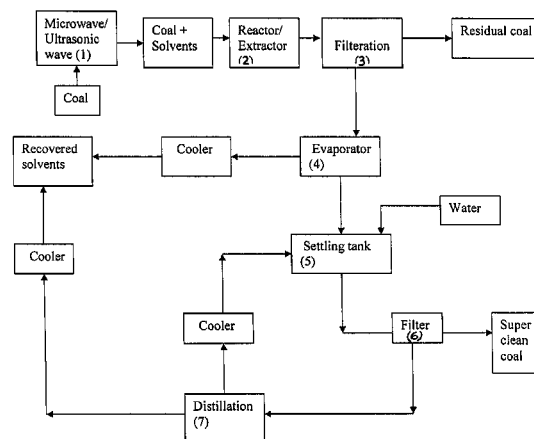 Microwave/
Ultrasonic
wave (1)
Coal +
Solvents
Reactor/
Extractor
(2)
Filteration
(3)
Residual coal
Coal
Recovered
solvents
Cooler
Evaporator
(4)
Water
Settling tank
(5)
Cooler
Cooler
Filter
(6)
Super
clean
coal
Distillation
(7)